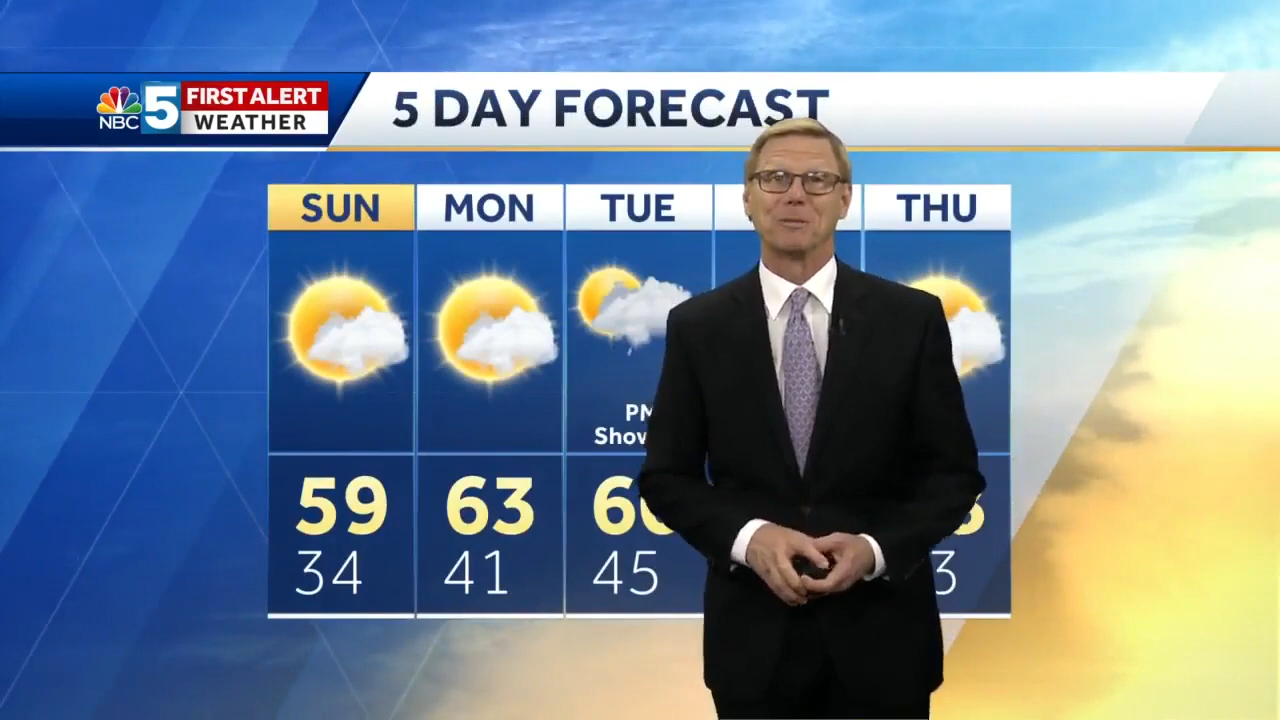 NBC 5 FIRST ALERT
WEATHER
5 DAY FORECAST
SUN MON TUE THU
59 63
34 41 45